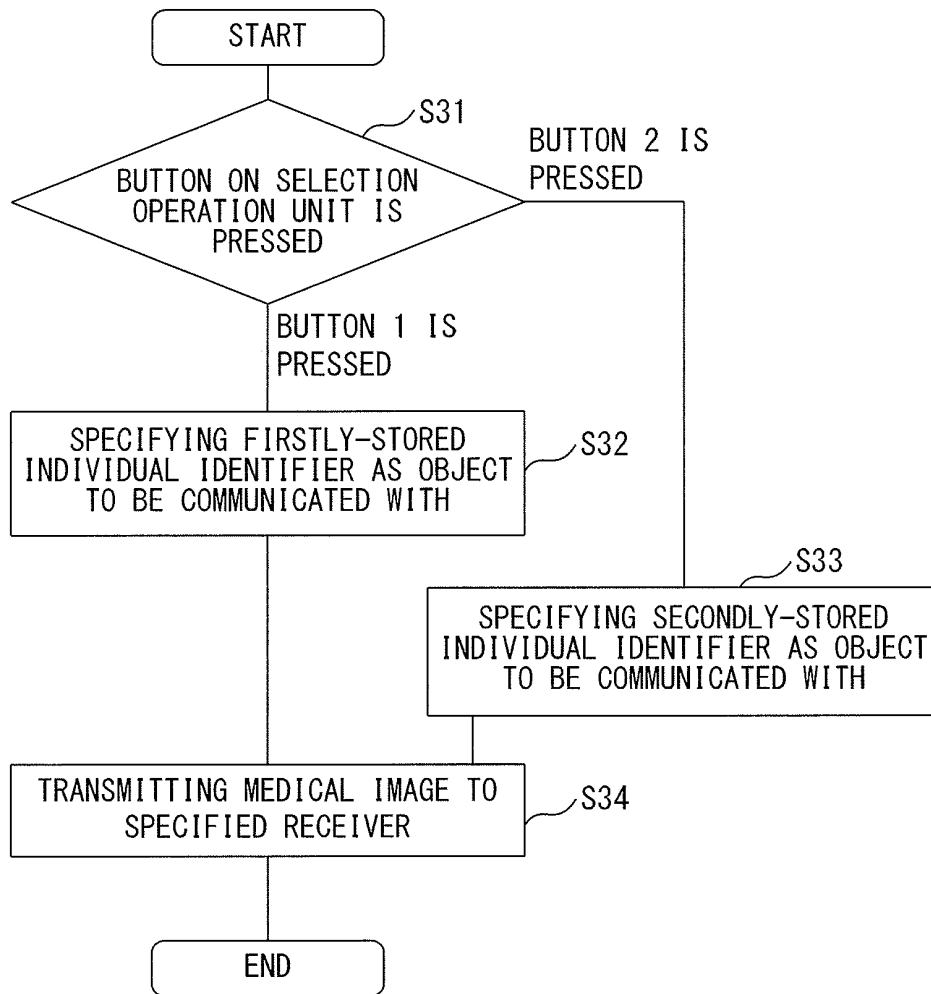 START
S31
BUTTON ON SELECTION
OPERATION UNIT IS
PRESSED
BUTTON 2 IS
PRESSED
BUTTON 1 IS
PRESSED
SPECIFYING FIRSTLY-STORED
INDIVIDUAL IDENTIFIER AS OBJECT
TO BE COMMUNICATED WITH
S32
S33
SPECIFYING SECONDLY-STORED
INDIVIDUAL IDENTIFIER AS OBJECT
TO BE COMMUNICATED WITH
TRANSMITTING MEDICAL IMAGE TO
SPECIFIED RECEIVER
S34
END